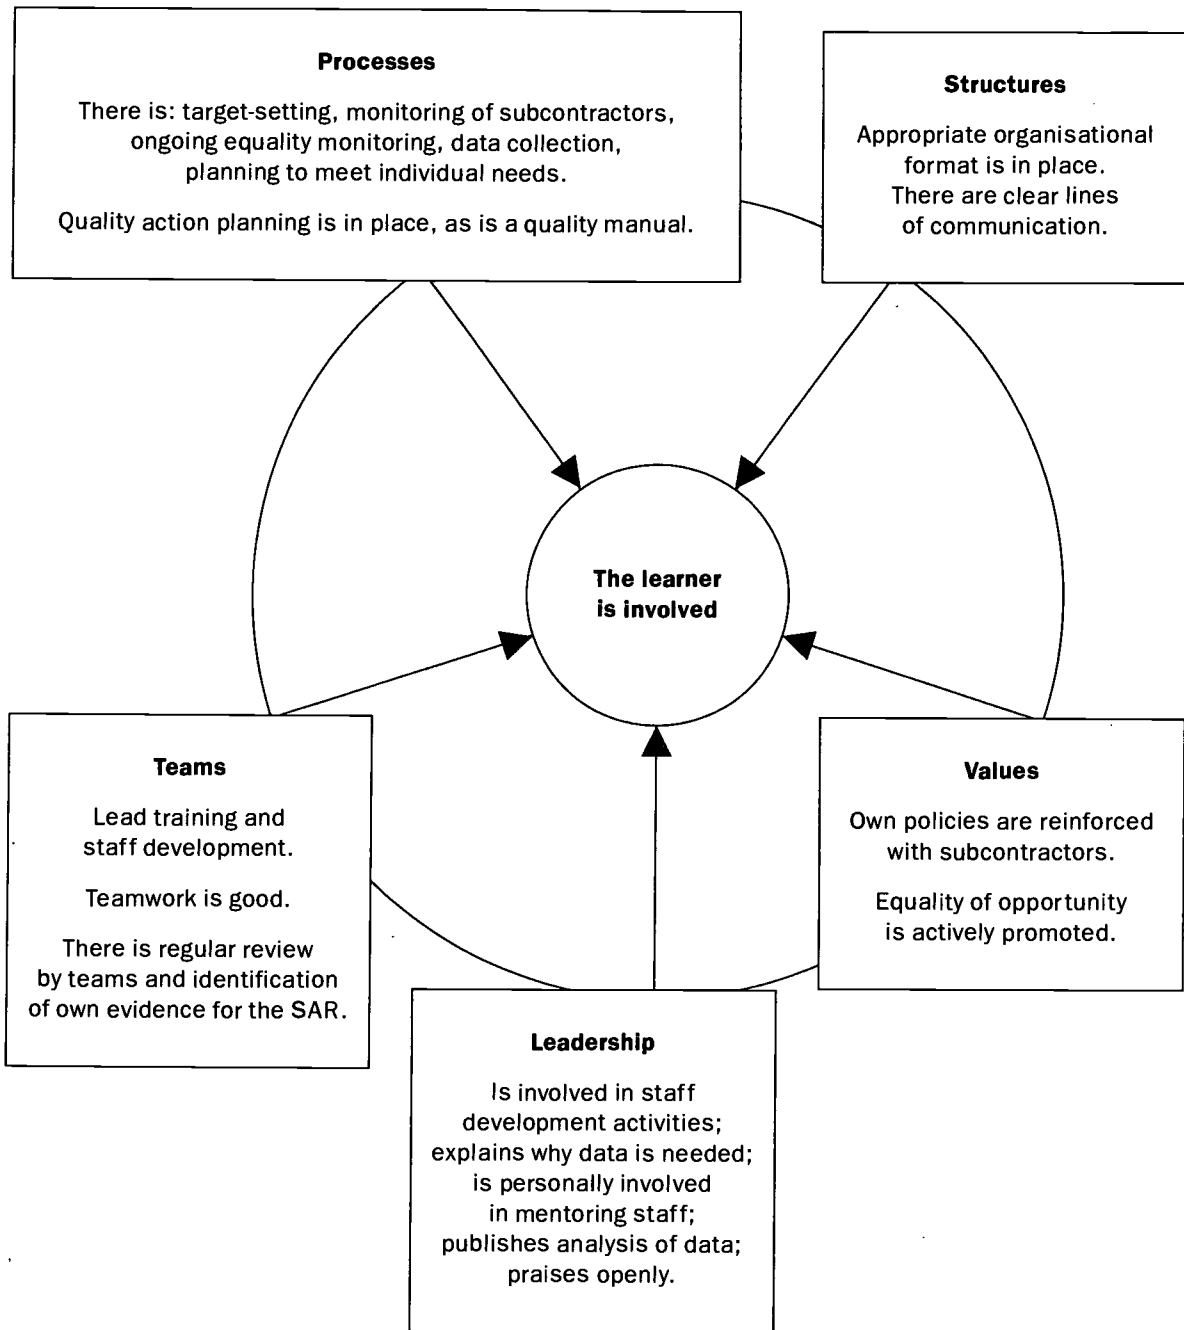 Processes
There is: target-setting, monitoring of subcontractors,
ongoing equality monitoring, data collection,
planning to meet individual needs.
Quality action planning is in place, as is a quality manual.
Structures
Appropriate organisational
format is in place.
There are clear lines
of communication.
The learner
is involved
Teams
Lead training and
staff development.
Teamwork is good.
There is regular review
by teams and identification
of own evidence for the SAR.
Values
Own policies are reinforced
with subcontractors.
Equality of opportunity
is actively promoted.
Leadership
Is involved in staff
development activities;
explains why data is needed;
is personally involved
in mentoring staff;
publishes analysis of data;
praises openly.